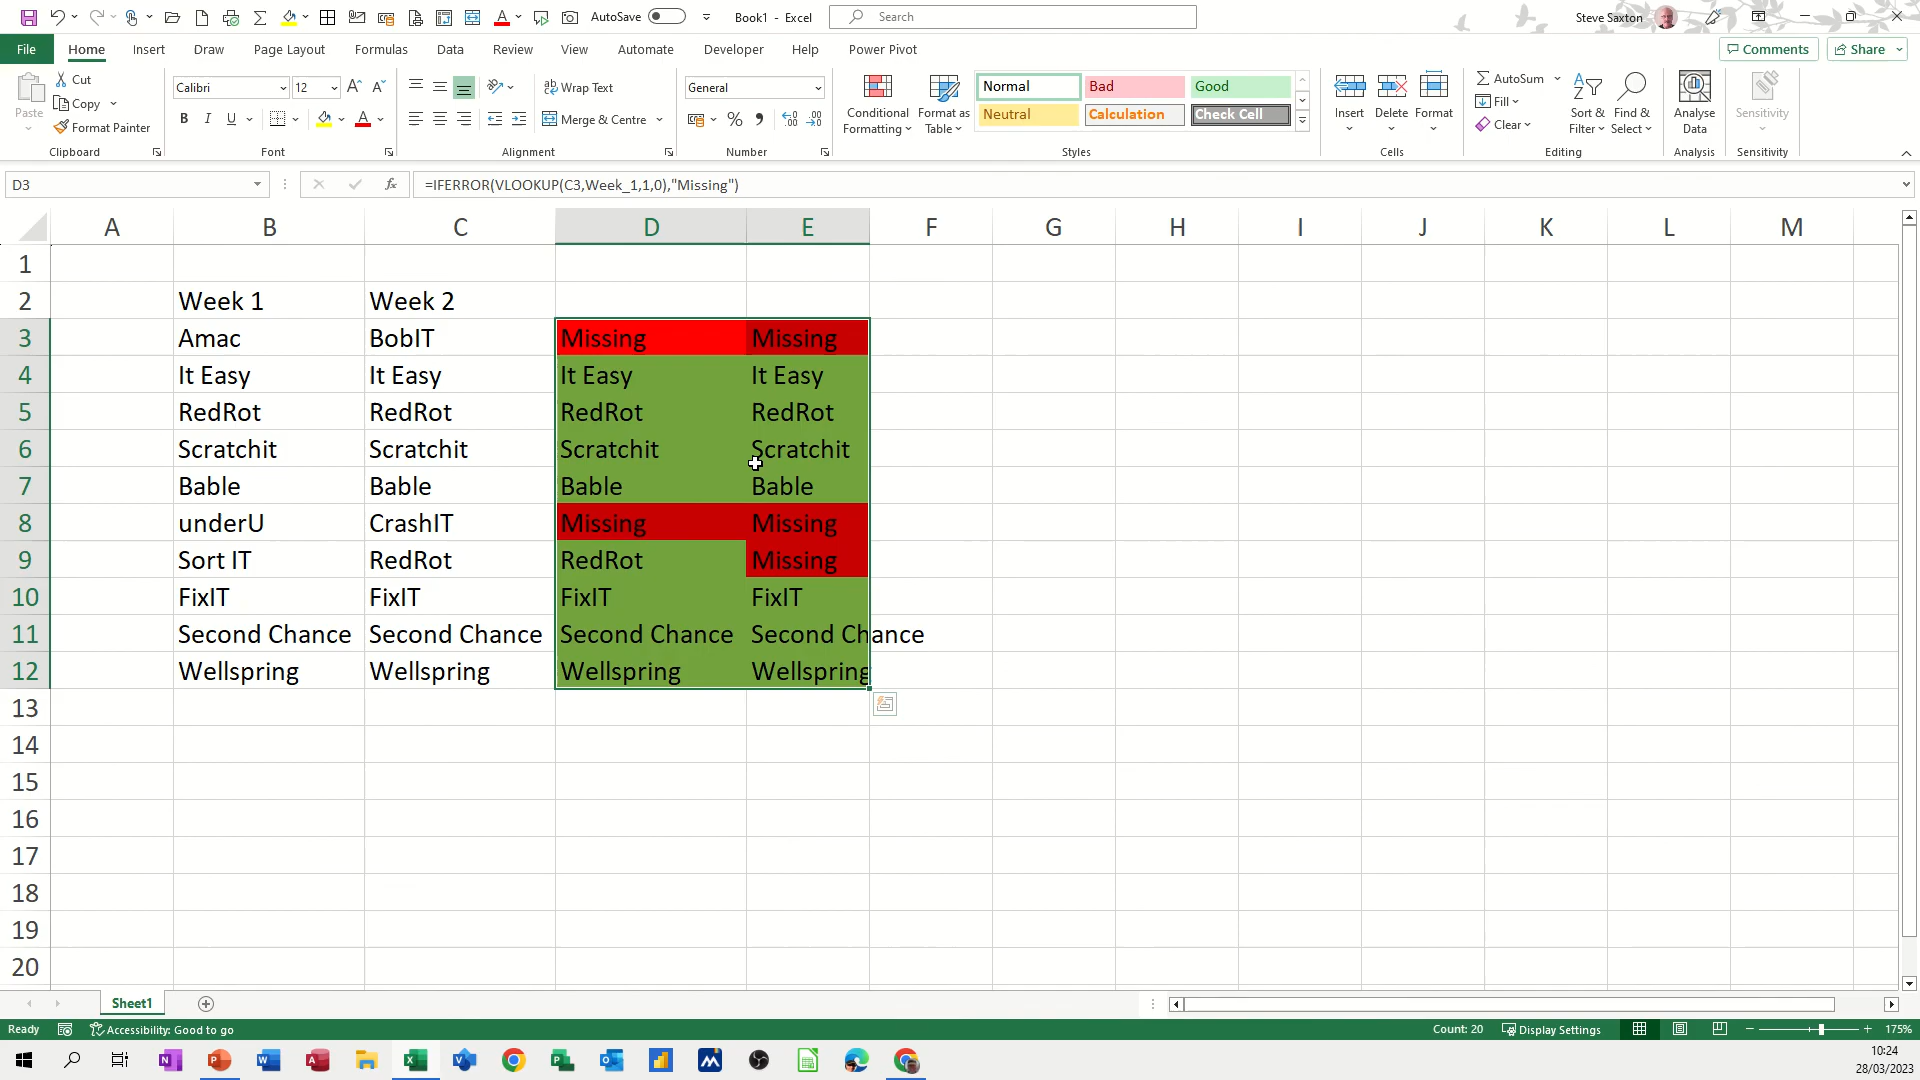 AutoSave
Book1 - Excel
Search
Steve Saxton
File Home Insert Draw Page Layout Formulas Data Review View Automate Developer Help Power Pivot
Comments Share
Paste
Cut
Copy
Format Painter
Clipboard
Calibri 12
B I U
Font
Wrap Text
Merge & Centre
Alignment
General
Number
Conditional Formatting
Format as Table
Normal Bad Good
Neutral Calculation Check Cell
Styles
Insert Delete Format
Cells
AutoSum
Fill
Clear
Sort & Filter
Find & Select
Editing
Analyse Data
Analysis
Sensitivity
Sensitivity
D3 fx =IFERROR(VLOOKUP(C3,Week_1,1,0),"Missing")
A B C D E F G H I J K L M
1
2 Week 1 Week 2
3 Amac BobIT Missing Missing
4 It Easy It Easy It Easy It Easy
5 RedRot RedRot RedRot RedRot
6 Scratchit Scratchit Scratchit Scratchit
7 Bable Bable Bable Bable
8 underU CrashIT Missing Missing
9 Sort IT RedRot RedRot Missing
10 FixIT FixIT FixIT FixIT
11 Second Chance Second Chance Second Chance Second Chance
12 Wellspring Wellspring Wellspring Wellspring
13
14
15
16
17
18
19
20
Sheet1
Ready Accessibility: Good to go Count: 20 Display Settings 175%
10:24
28/03/2023